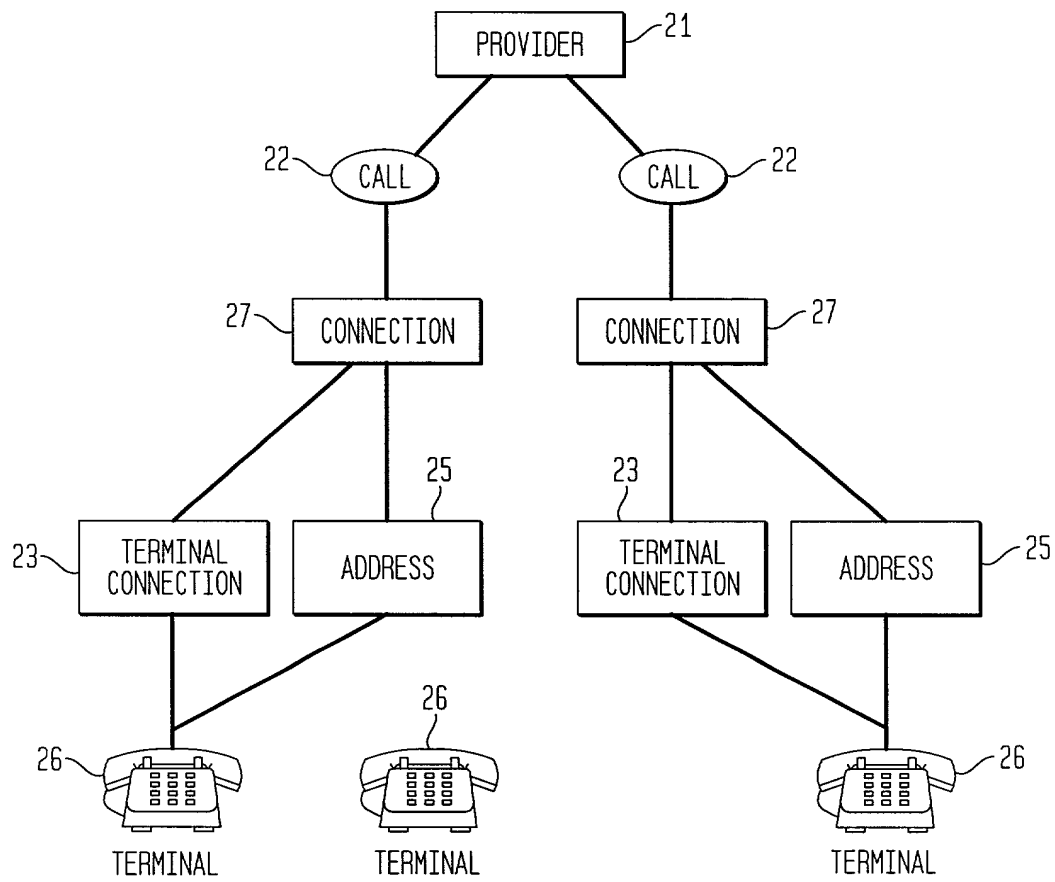 PROVIDER
21
22
CALL
CALL
22
27
CONNECTION
CONNECTION
27
25
23
23
TERMINAL
CONNECTION
ADDRESS
TERMINAL
CONNECTION
ADDRESS
25
26
26
26
TERMINAL
TERMINAL
TERMINAL